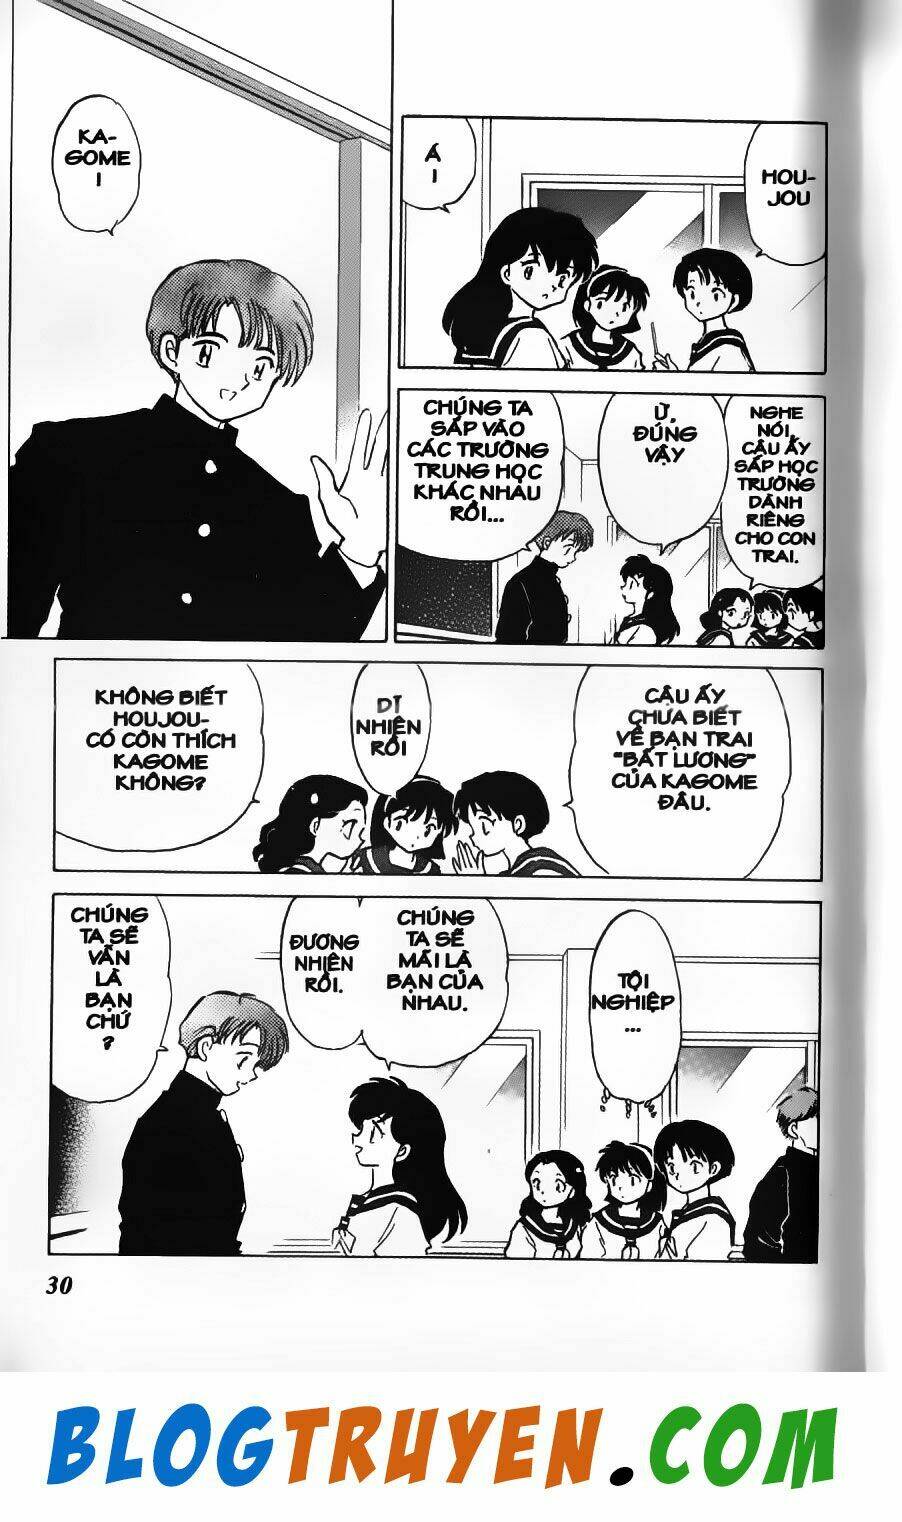 KA-
GOME
!
Á
!
HOU-
JOU
CHÚNG TA
SẮP VÀO
CÁC TRƯỜNG
TRUNG HỌC
KHÁC NHAU
RỒI...
Ừ,
ĐÚNG
VẬY
NGHE
NÓI,
CẬU ẤY
SẮP HỌC
TRƯỜNG
DÀNH
RIÊNG
CHO CON
TRAI.
KHÔNG BIẾT
HOUJOU-
CÓ CÒN THÍCH
KAGOME
KHÔNG?
DĨ
NHIÊN
RỒI
CẬU ẤY
CHƯA BIẾT
VỀ BẠN TRAI
"BẤT LƯƠNG"
CỦA KAGOME
ĐÂU.
CHÚNG
TA SẼ
VẪN
LÀ
BẠN
CHỨ
?
ĐƯƠNG
NHIÊN
RỒI.
CHÚNG
TA SẼ
MÃI LÀ
BẠN CỦA
NHAU.
TỘI
NGHIỆP
...
30
BLOGTRUYEN.COM